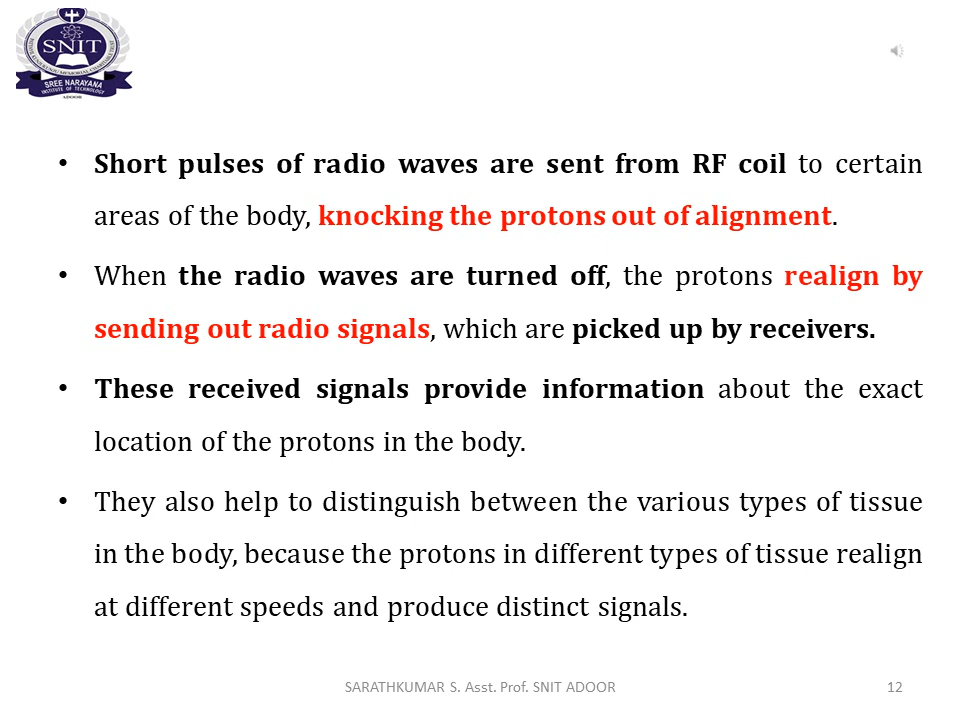 SNIT
SREE NARAYANA
INSTITUTE OF TECHNOLOGY
ADOOR
• Short pulses of radio waves are sent from RF coil to certain
areas of the body, knocking the protons out of alignment.
• When the radio waves are turned off, the protons realign by
sending out radio signals, which are picked up by receivers.
• These received signals provide information about the exact
location of the protons in the body.
• They also help to distinguish between the various types of tissue
in the body, because the protons in different types of tissue realign
at different speeds and produce distinct signals.
SARATHKUMAR S. Asst. Prof. SNIT ADOOR
12